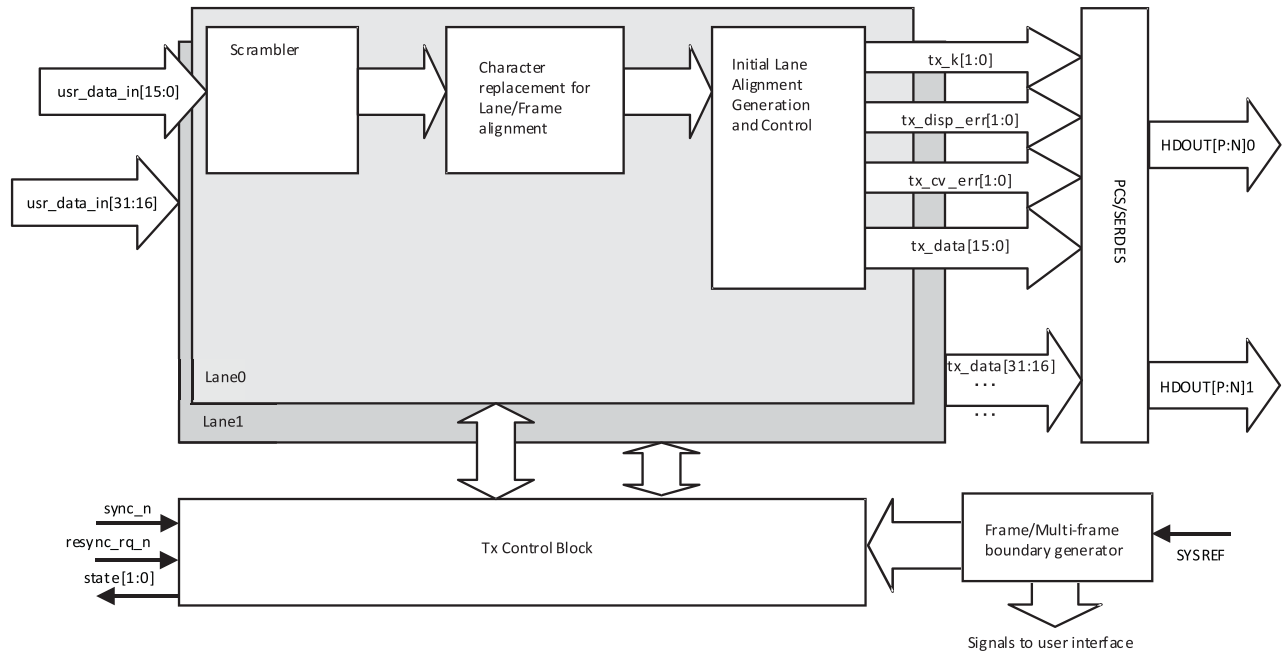 Scrambler
usr_data_in[15:0]
Character
replacement for
Lane/Frame
alignment
Initial Lane
Alignment
Generation
and Control
tx_k[1:0]
tx_disp_err[1:0]
tx_cv_err[1:0]
tx_data[15:0]
usr_data_in[31:16]
PCS/SERDES
HDOUT[P:N]0
Lane0
Lane1
tx_data[31:16]
...
...
HDOUT[P:N]1
sync_n
resync_rq_n
state[1:0]
Tx Control Block
Frame/Multi-frame
boundary generator
SYSREF
Signals to user interface